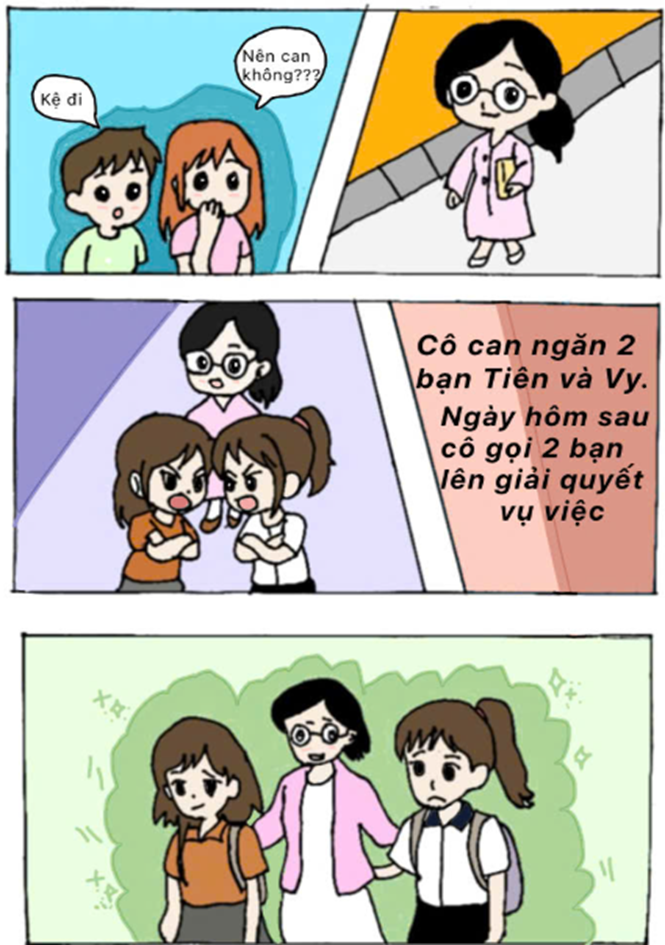 Kệ đi
Nên can
không???
Cô can ngăn 2
bạn Tiên và Vy.
Ngày hôm sau
cô gọi 2 bạn
lên giải quyết
vụ việc